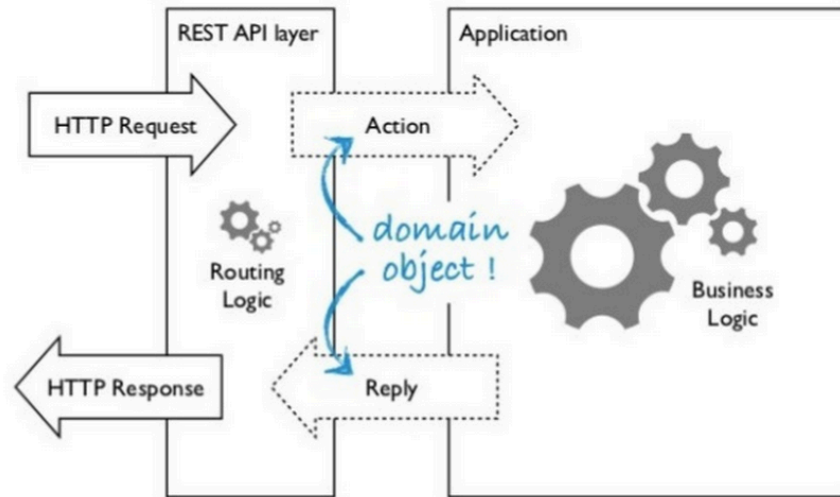 REST API layer
Application
HTTP Request
Action
domain
object !
Routing
Logic
Business
Logic
HTTP Response
Reply